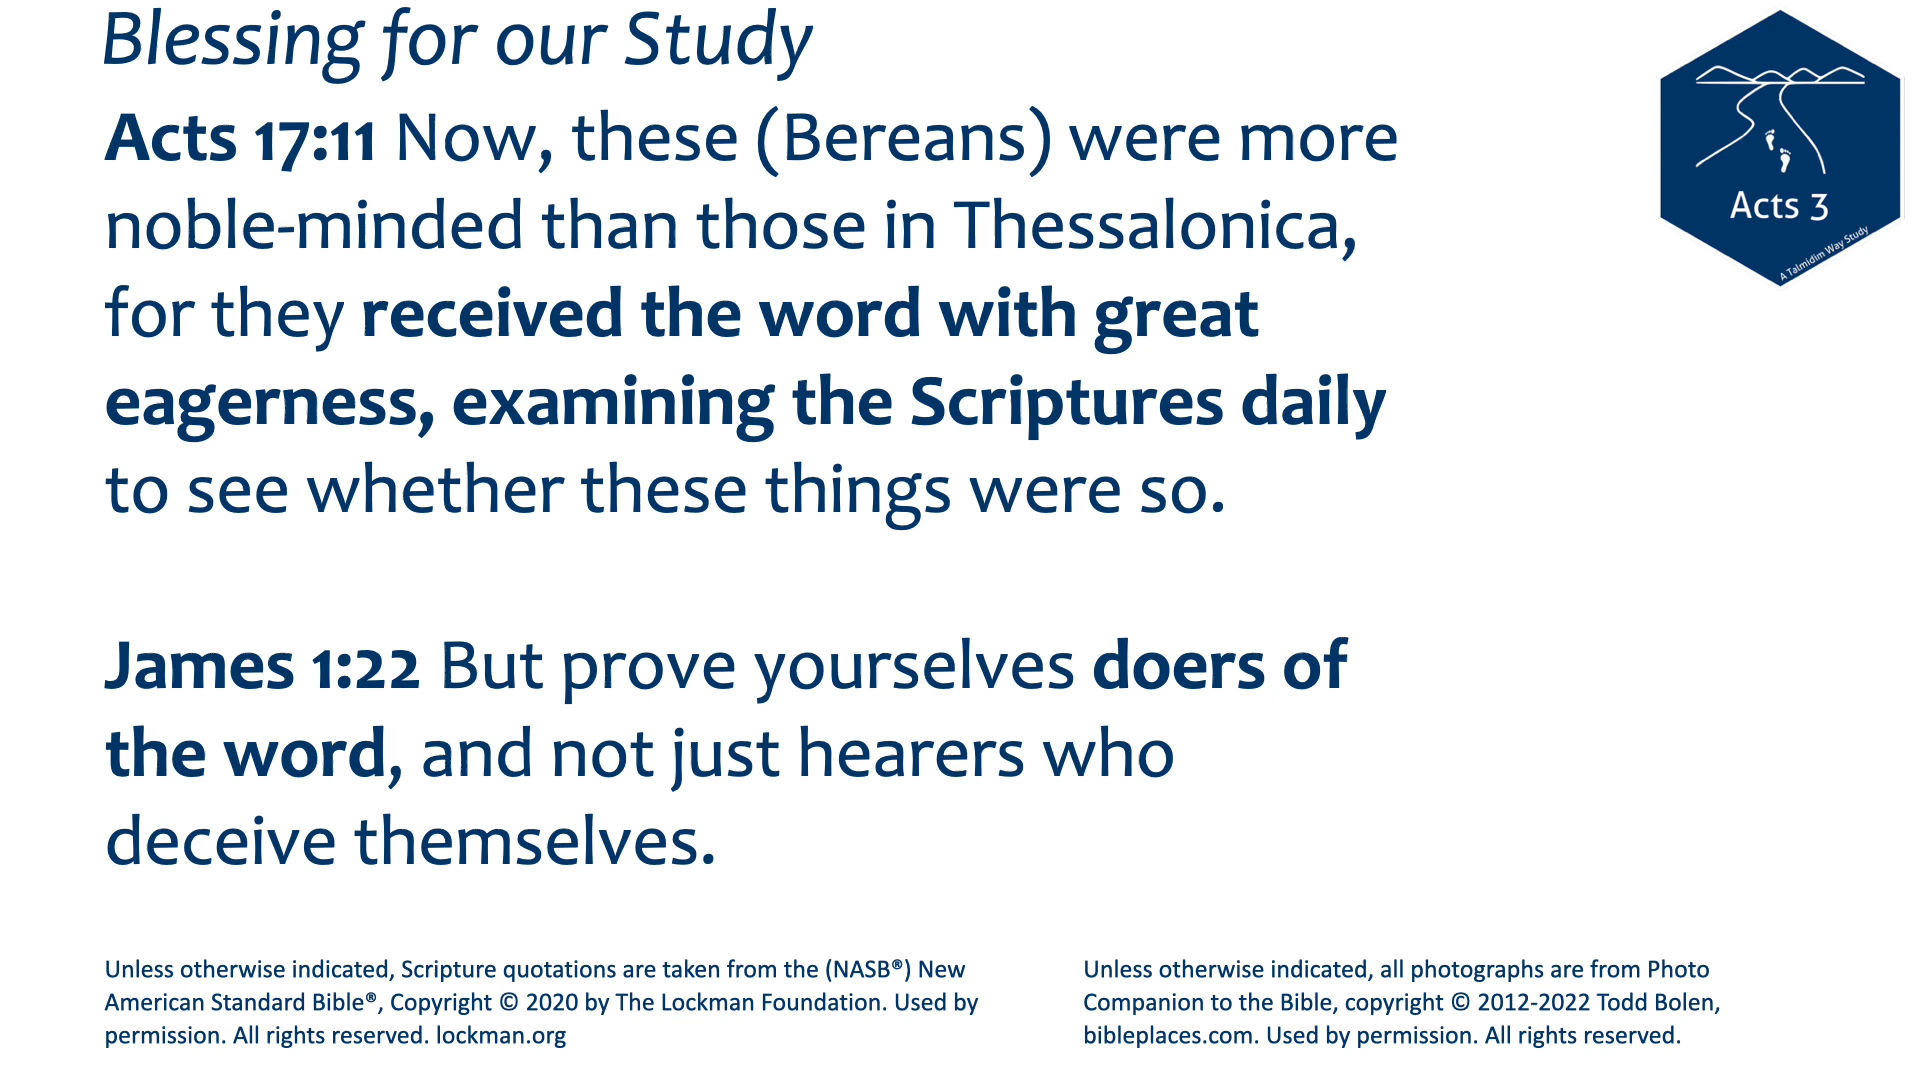 Blessing for our Study
Acts 17:11 Now, these (Bereans) were more
noble-minded than those in Thessalonica,
for they received the word with great
eagerness, examining the Scriptures daily
to see whether these things were so.
James 1:22 But prove yourselves doers of
the word, and not just hearers who
deceive themselves.
Acts 3
A Talmidim Way Study
Unless otherwise indicated, Scripture quotations are taken from the (NASB®) New
American Standard Bible®, Copyright © 2020 by The Lockman Foundation. Used by
permission. All rights reserved. lockman.org
Unless otherwise indicated, all photographs are from Photo
Companion to the Bible, copyright © 2012-2022 Todd Bolen,
bibleplaces.com. Used by permission. All rights reserved.